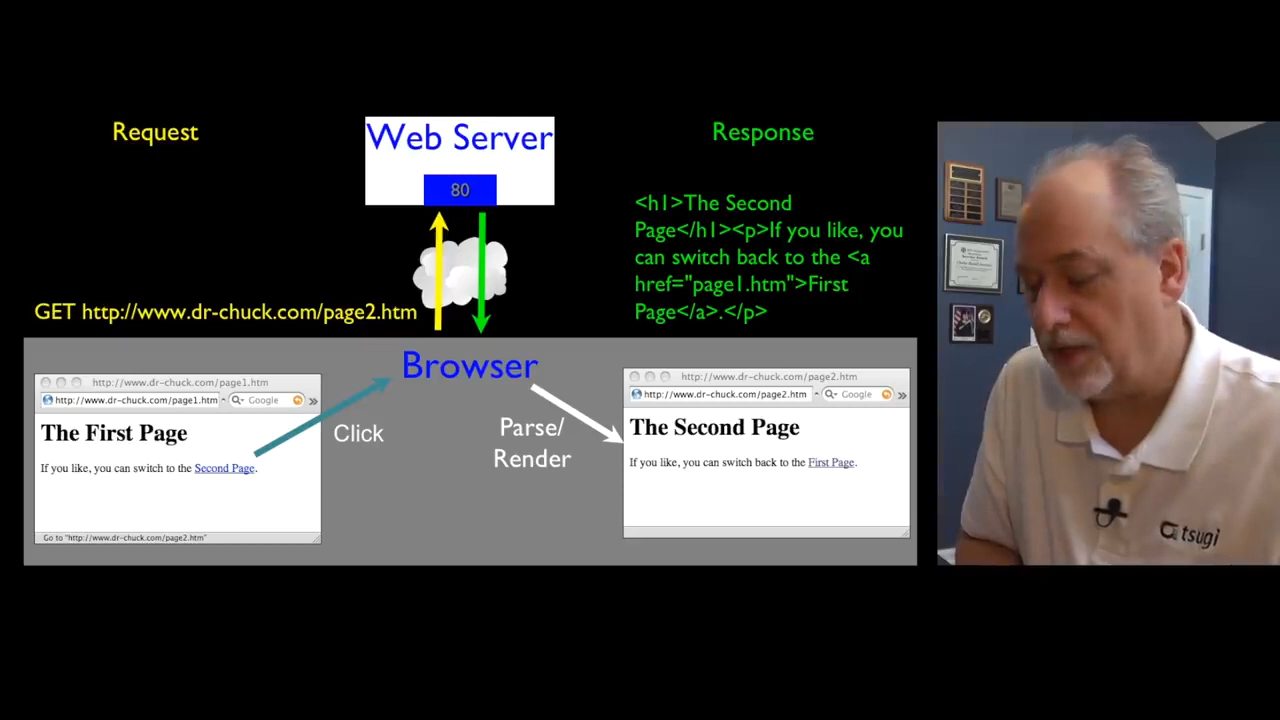 Request
Web Server
80
Response
<h1>The Second
Page</h1><p>If you like, you
can switch back to the <a
href="page1.htm">First
Page</a>.</p>
GET http://www.dr-chuck.com/page2.htm
Browser
http://www.dr-chuck.com/page1.htm
http://www.dr-chuck.com/page1.htm
Google
»
The First Page
If you like, you can switch to the Second Page.
Go to "http://www.dr-chuck.com/page2.htm"
Click
Parse/
Render
http://www.dr-chuck.com/page2.htm
http://www.dr-chuck.com/page2.htm
Google
»
The Second Page
If you like, you can switch back to the First Page.
tsugi